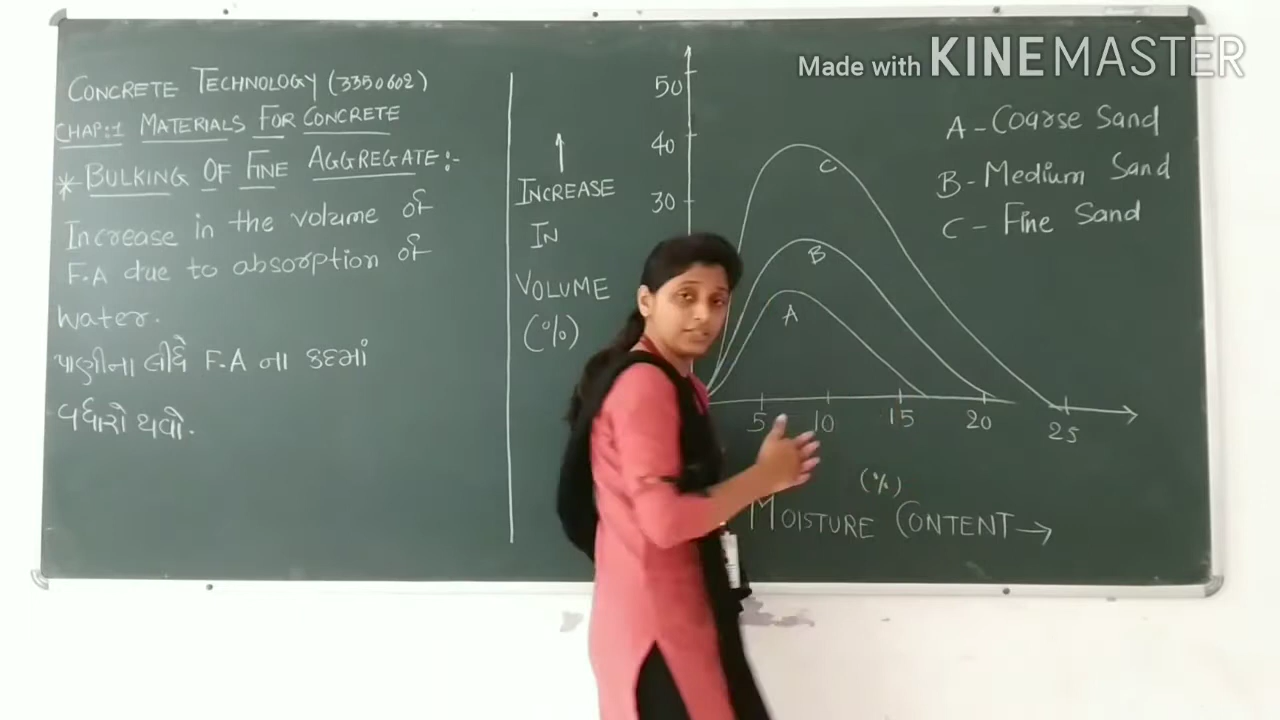 Made with KINEMASTER
CONCRETE TECHNOLOGY (3350602)
CHAP:1 MATERIALS FOR CONCRETE
* BULKING OF FINE AGGREGATE:-
Increase in the volume of
F.A due to absorption of
Water.
પાણીના લીધે F.A ના કદમાં
વધારો થવો.
↑
INCREASE
IN
VOLUME
(%)
50
40
30
C
B
A
A - Coarse Sand
B - Medium Sand
C - Fine Sand
5 10 15 20 25
(%)
MOISTURE CONTENT →